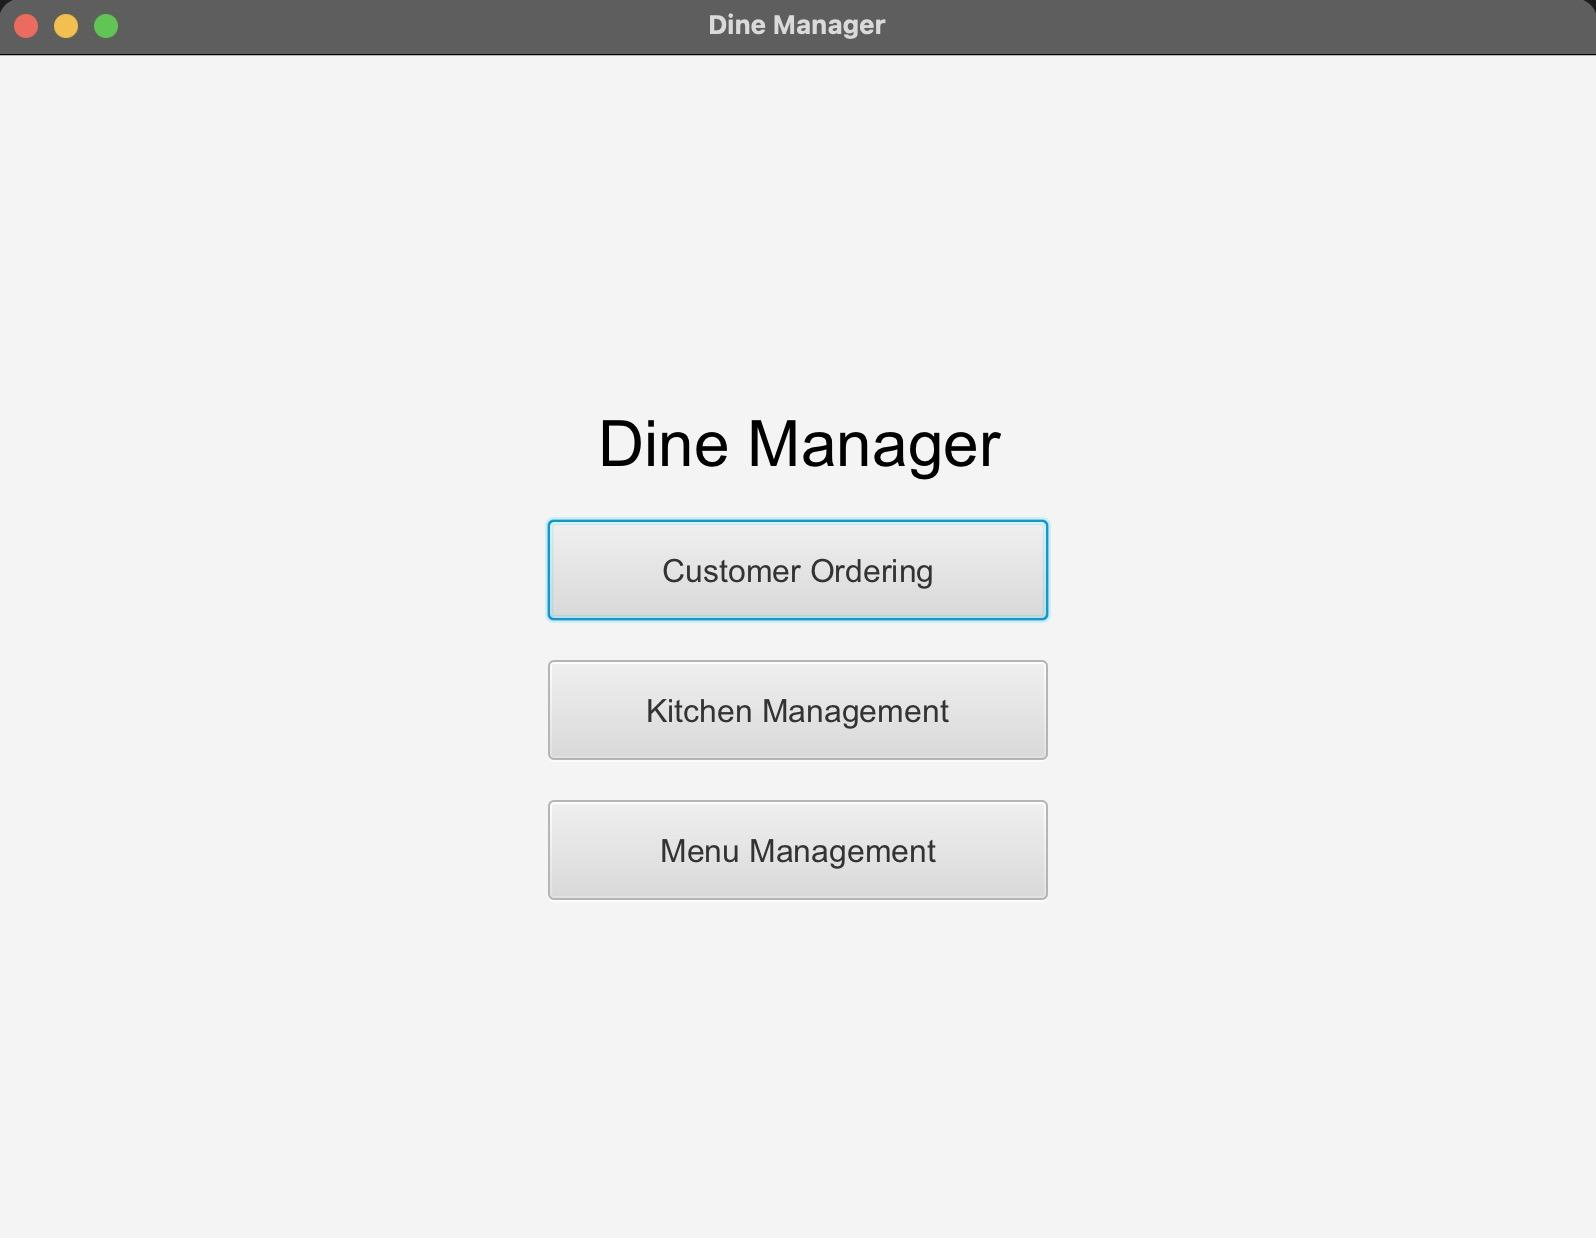 Dine Manager
Dine Manager
Customer Ordering
Kitchen Management
Menu Management